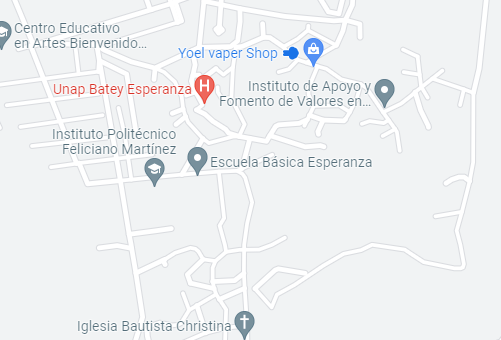 Centro Educativo
en Artes Bienvenido...
Yoel vaper Shop
Unap Batey Esperanza
H
Instituto de Apoyo y
Fomento de Valores en...
Instituto Politécnico
Feliciano Martínez
Escuela Básica Esperanza
Iglesia Bautista Christina